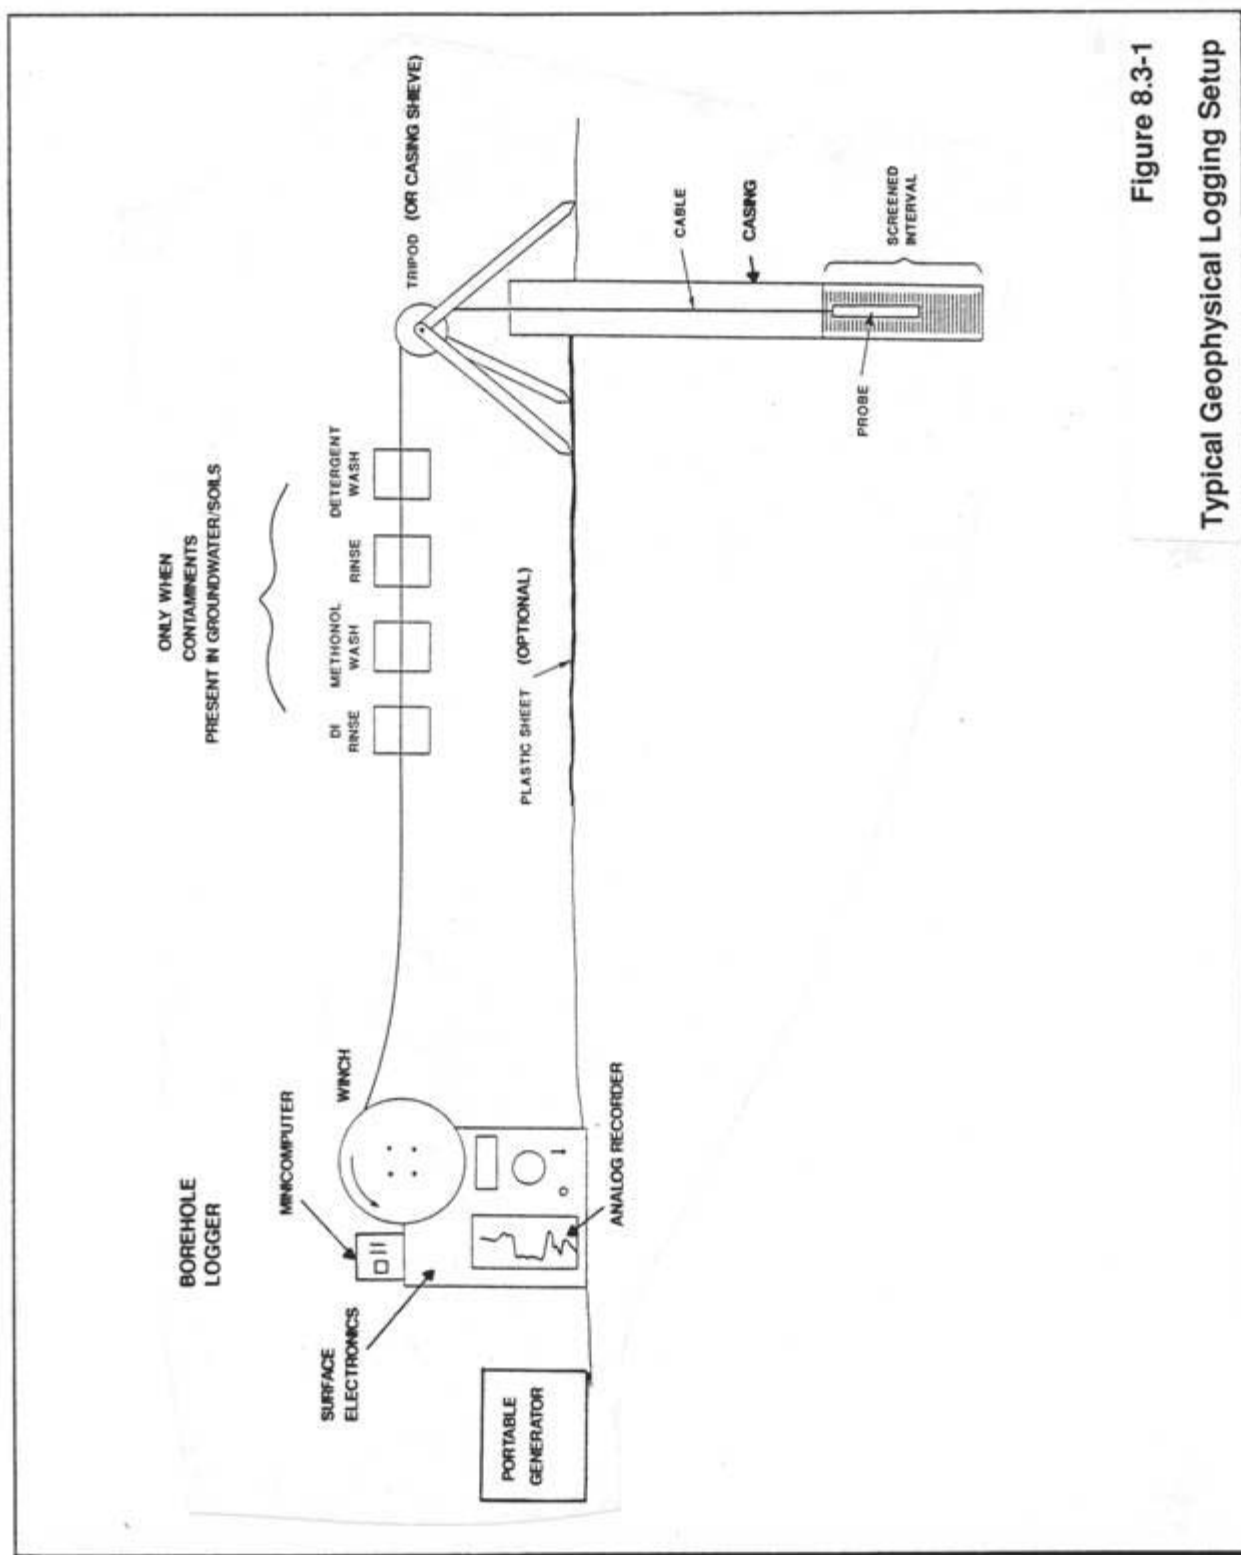 BOREHOLE
LOGGER
MINICOMPUTER
WINCH
SURFACE
ELECTRONICS
PORTABLE
GENERATOR
ANALOG RECORDER
ONLY WHEN
CONTAMINENTS
PRESENT IN GROUNDWATER/SOILS
DI
RINSE
METHONOL
WASH
RINSE
DETERGENT
WASH
TRIPOD (OR CASING SHIEVE)
PLASTIC SHEET (OPTIONAL)
CABLE
CASING
PROBE
SCREENED
INTERVAL
Figure 8.3-1
Typical Geophysical Logging Setup